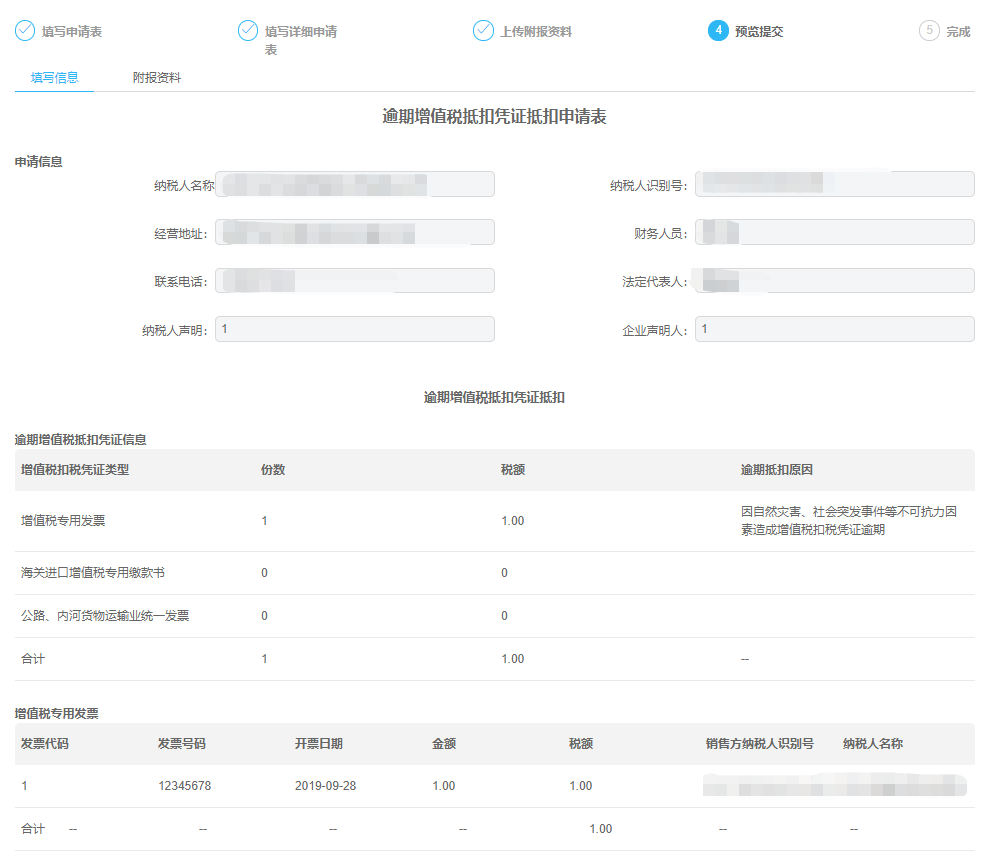 填写申请表
填写详细申请
表
上传附报资料
4 预览提交
5 完成
填写信息 附报资料
逾期增值税抵扣凭证抵扣申请表
申请信息
纳税人名称 纳税人识别号:
经营地址: 财务人员:
联系电话: 法定代表人:
纳税人声明: 1 企业声明人: 1
逾期增值税抵扣凭证抵扣
逾期增值税抵扣凭证信息
增值税扣税凭证类型 份数 税额 逾期抵扣原因
增值税专用发票 1 1.00 因自然灾害、社会突发事件等不可抗力因
素造成增值税扣税凭证逾期
海关进口增值税专用缴款书 0 0
公路、内河货物运输业统一发票 0 0
合计 1 1.00 --
增值税专用发票
发票代码 发票号码 开票日期 金额 税额 销售方纳税人识别号 纳税人名称
1 12345678 2019-09-28 1.00 1.00
合计 -- -- -- -- 1.00 -- --